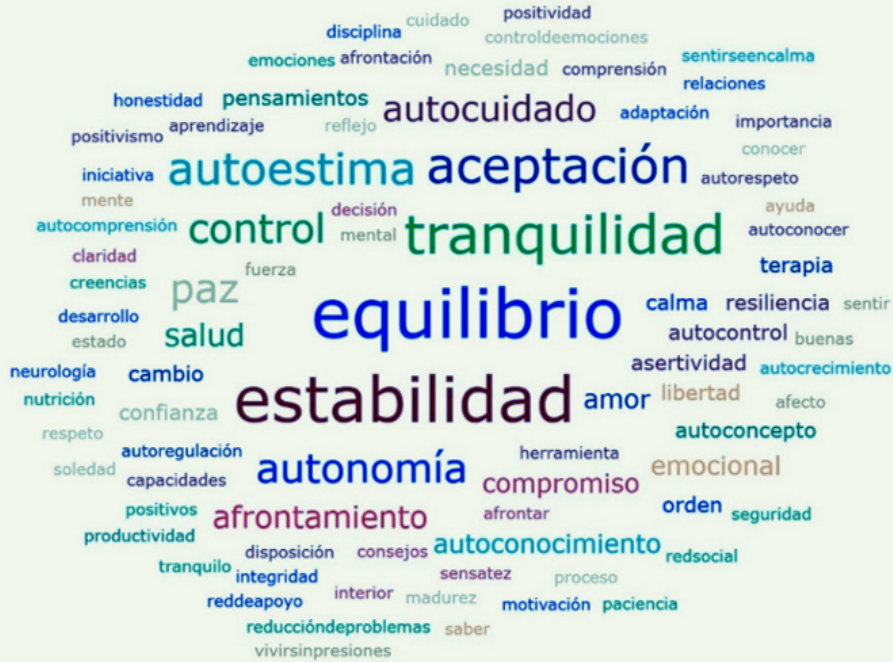 positividad
cuidado
disciplina
controldeemociones
emociones afrontación
sentirseencalma
necesidad comprensión
relaciones
honestidad pensamientos
autocuidado
adaptación
importancia
positivismo aprendizaje reflejo
conocer
iniciativa autoestima aceptación autorespeto
mente
decisión
ayuda
autocomprensión control mental tranquilidad autoconocer
claridad
fuerza
terapia
creencias
paz
desarrollo
equilibrio
calma resiliencia sentir
estado salud
autocontrol buenas
asertividad autocrecimiento
neurología cambio
nutrición
confianza
estabilidad
amor libertad afecto
respeto
autoconcepto
autoregulación
herramienta
soledad capacidades
autonomía
emocional
compromiso
positivos
afrontamiento
afrontar
orden seguridad
productividad
disposición consejos autoconocimiento redsocial
tranquilo
integridad
sensatez proceso
reddeapoyo interior madurez motivación paciencia
reduccióndeproblemas saber
vivirsinpresiones